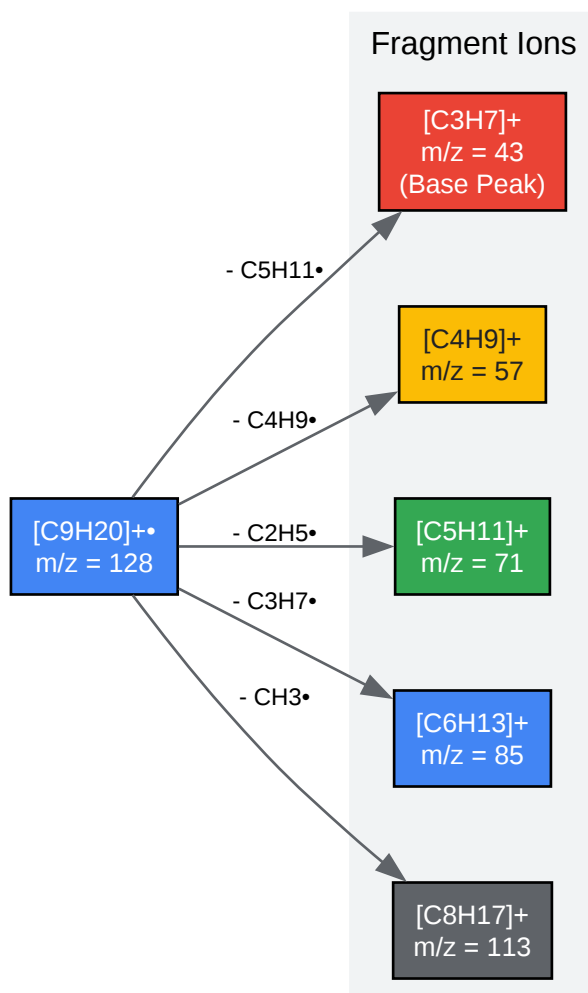 Fragment Ions
[C3H7]+
m/z = 43
(Base Peak)
- C5H11•
[C4H9]+
m/z = 57
- C4H9•
[C9H20]+•
m/z = 128
- C2H5•
[C5H11]+
m/z = 71
- C3H7•
[C6H13]+
m/z = 85
- CH3•
[C8H17]+
m/z = 113